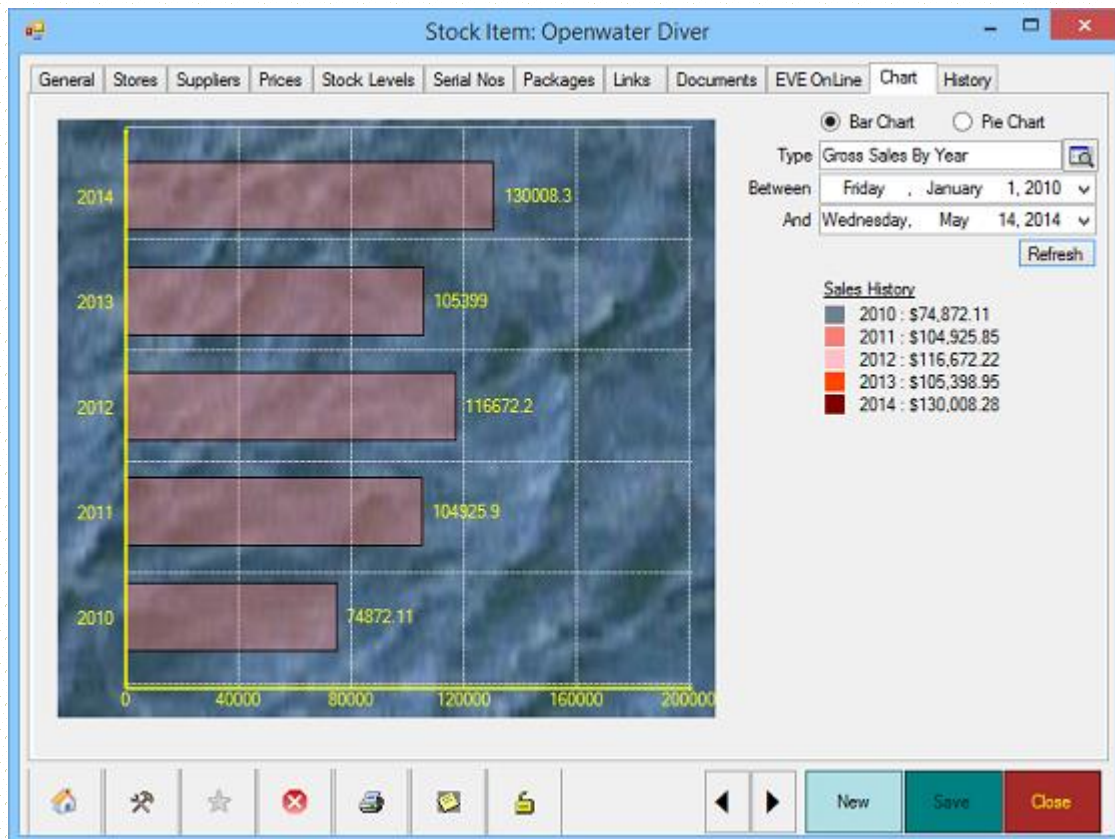 Stock Item: Openwater Diver
General Stores Suppliers Prices Stock Levels Serial Nos Packages Links Documents EVE OnLine Chart History
Bar Chart Pie Chart
Type Gross Sales By Year
Between Friday , January 1, 2010
And Wednesday, May 14, 2014
Refresh
Sales History
2010 : $74,872.11
2011 : $104,925.85
2012 : $116,672.22
2013 : $105,398.95
2014 : $130,008.28
2014 130008.3
2013 105399
2012 116672.2
2011 104925.9
2010 74872.11
0 40000 80000 120000 160000 200000
New Save Close